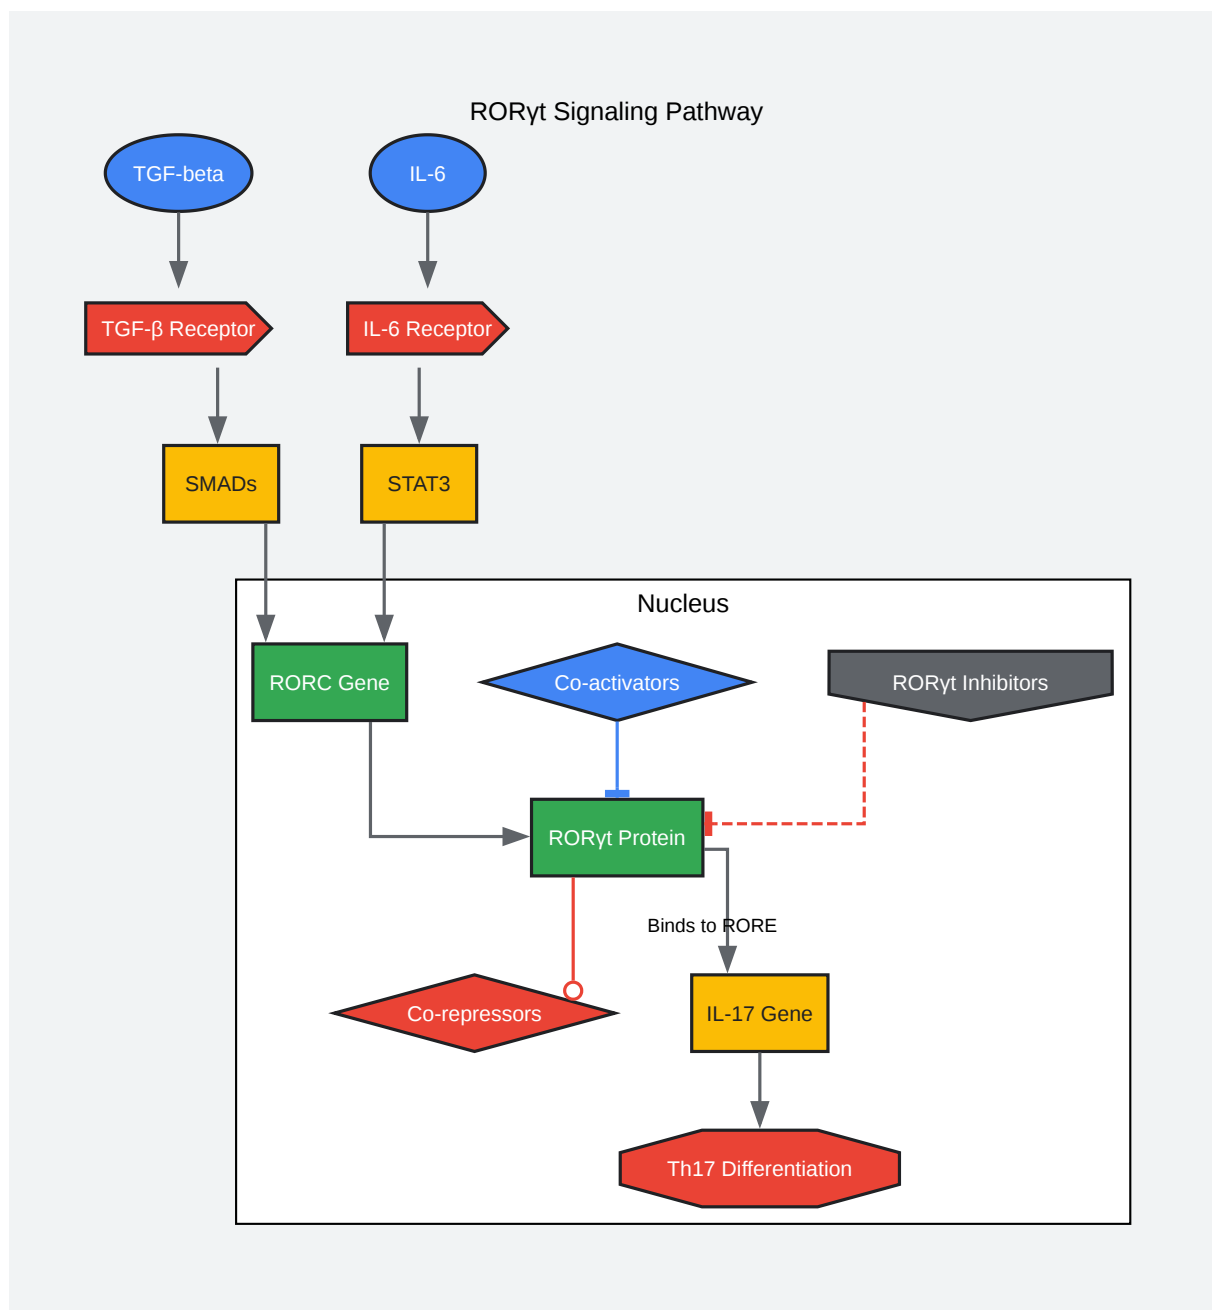 RORγt Signaling Pathway
TGF-beta
IL-6
TGF-β Receptor
IL-6 Receptor
SMADs
STAT3
Nucleus
RORC Gene
Co-activators
RORγt Inhibitors
RORγt Protein
Binds to RORE
Co-repressors
IL-17 Gene
Th17 Differentiation